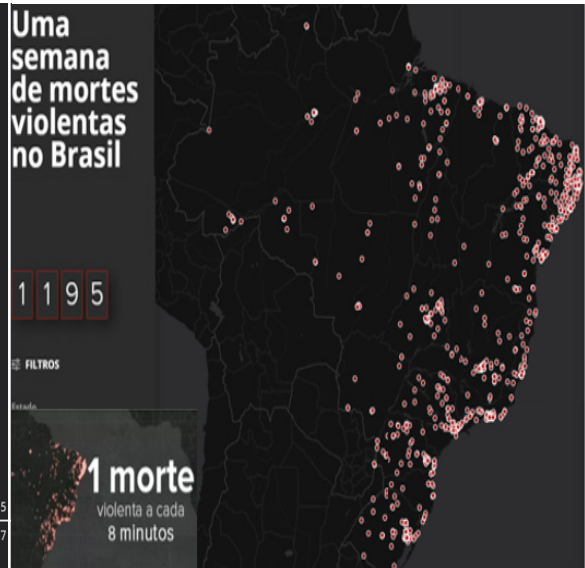 Uma
semana
de mortes
violentas
no Brasil
1195
FILTROS
Estado
1 morte
violenta a cada
8 minutos
5
7